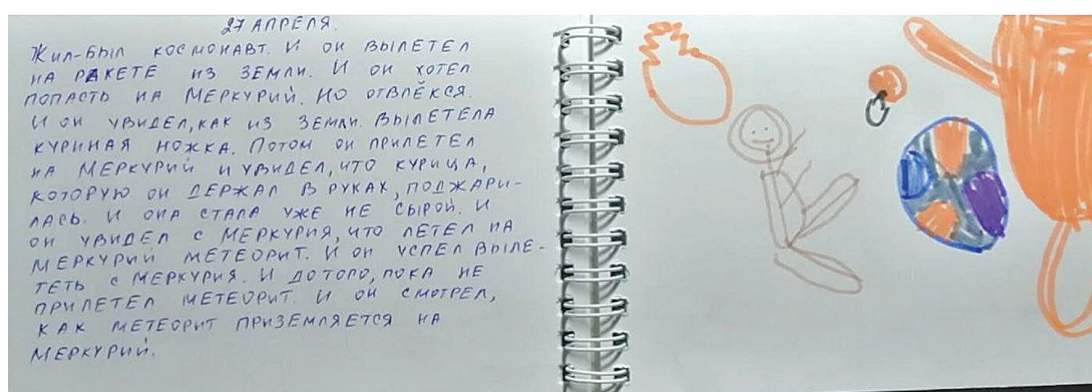 27 АПРЕЛЯ.
ЖИЛ-БЫЛ КОСМОНАВТ. И ОН ВЫЛЕТЕЛ
НА РАКЕТЕ ИЗ ЗЕМЛИ. И ОН ХОТЕЛ
ПОПАСТЬ НА МЕРКУРИЙ. НО ОТВЛЁКСЯ.
И ОН УВИДЕЛ, КАК ИЗ ЗЕМЛИ. ВЫЛЕТЕЛА
КУРИНАЯ НОЖКА. ПОТОМ ОН ПРИЛЕТЕЛ
НА МЕРКУРИЙ И УВИДЕЛ, ЧТО КУРИЦА,
КОТОРУЮ ОН ДЕРЖАЛ В РУКАХ, ПОДЖАРИ-
ЛАСЬ. И ОНА СТАЛА УЖЕ НЕ СЫРОЙ. И
ОН УВИДЕЛ С МЕРКУРИЯ, ЧТО ЛЕТЕЛ НА
МЕРКУРИЙ МЕТЕОРИТ. И ОН УСПЕЛ ВЫЛЕ-
ТЕТЬ С МЕРКУРИЯ. И ДО ТОГО, ПОКА НЕ
ПРИЛЕТЕЛ МЕТЕОРИТ. И ОН СМОТРЕЛ,
КАК МЕТЕОРИТ ПРИЗЕМЛЯЕТСЯ НА
МЕРКУРИЙ.